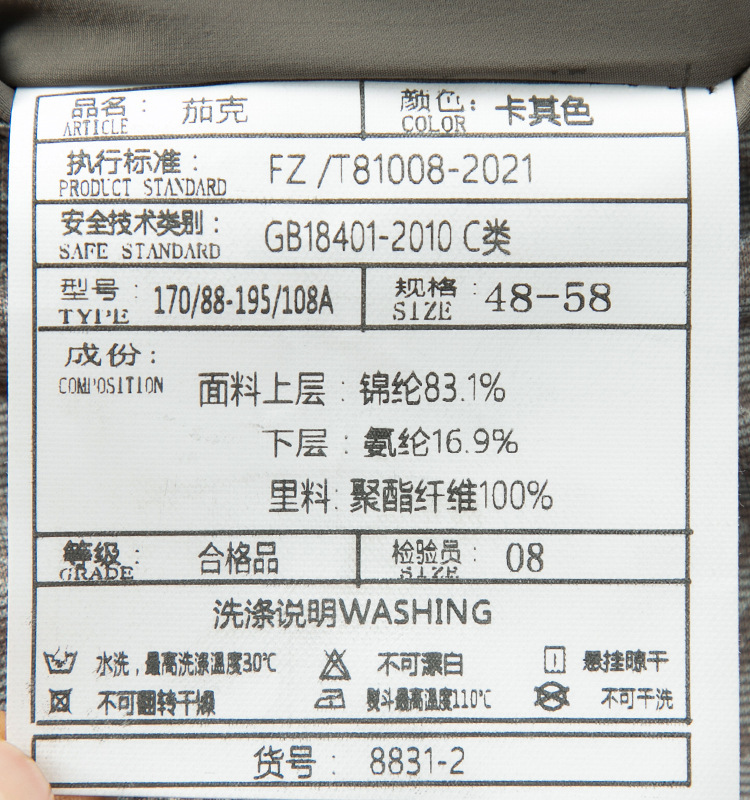 品名： 茄克 颜色： 卡其色
ARTICLE COLOR
执行标准： FZ /T81008-2021
PRODUCT STANDARD
安全技术类别： GB18401-2010 C类
SAFE STANDARD
型号： 170/88-195/108A 规格： 48-58
TYPE SIZE
成份：
COMPOSITION
面料上层：锦纶83.1%
下层：氨纶16.9%
里料：聚酯纤维100%
等级： 合格品 检验员： 08
GRADE SIZE
洗涤说明WASHING
水洗，最高洗涤温度30℃ 不可漂白 悬挂晾干
不可翻转干燥 熨斗最高温度110℃ 不可干洗
货号： 8831-2